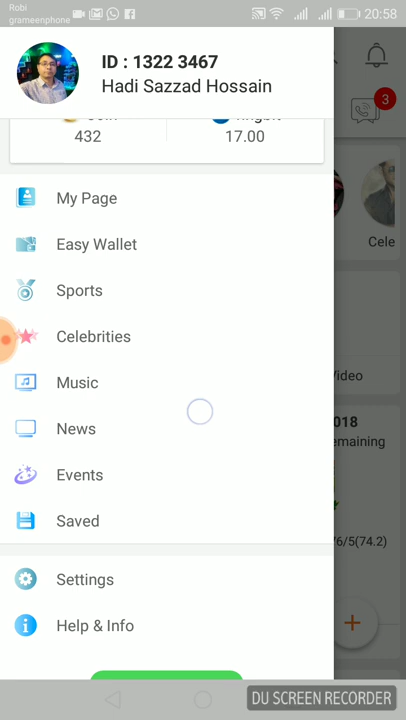 Robi
grameenphone
20:58
ID : 1322 3467
Hadi Sazzad Hossain
3
Coin
ringbit
432
17.00
My Page
Cele
Easy Wallet
Sports
Celebrities
Video
Music
018
News
emaining
Events
Saved
/6/5(74.2)
Settings
Help & Info
DU SCREEN RECORDER